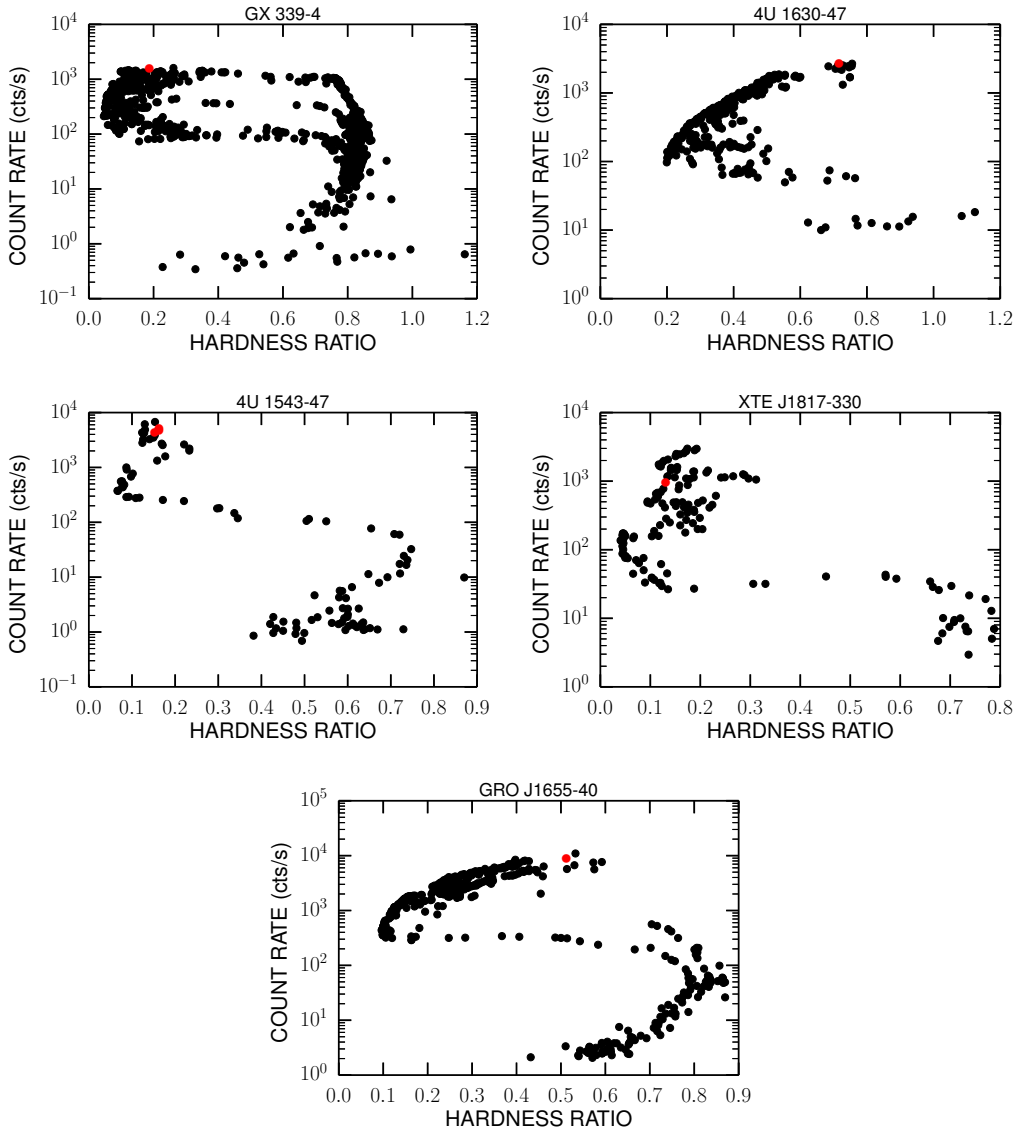 GX 339-4
10^4
10^3
10^2
10^1
10^0
10^−1
COUNT RATE (cts/s)
0.0 0.2 0.4 0.6 0.8 1.0 1.2
HARDNESS RATIO
4U 1630-47
10^4
10^3
10^2
10^1
10^0
COUNT RATE (cts/s)
0.0 0.2 0.4 0.6 0.8 1.0 1.2
HARDNESS RATIO
4U 1543-47
10^4
10^3
10^2
10^1
10^0
10^−1
COUNT RATE (cts/s)
0.0 0.1 0.2 0.3 0.4 0.5 0.6 0.7 0.8 0.9
HARDNESS RATIO
XTE J1817-330
10^4
10^3
10^2
10^1
10^0
COUNT RATE (cts/s)
0.0 0.1 0.2 0.3 0.4 0.5 0.6 0.7 0.8
HARDNESS RATIO
GRO J1655-40
10^5
10^4
10^3
10^2
10^1
10^0
COUNT RATE (cts/s)
0.0 0.1 0.2 0.3 0.4 0.5 0.6 0.7 0.8 0.9
HARDNESS RATIO